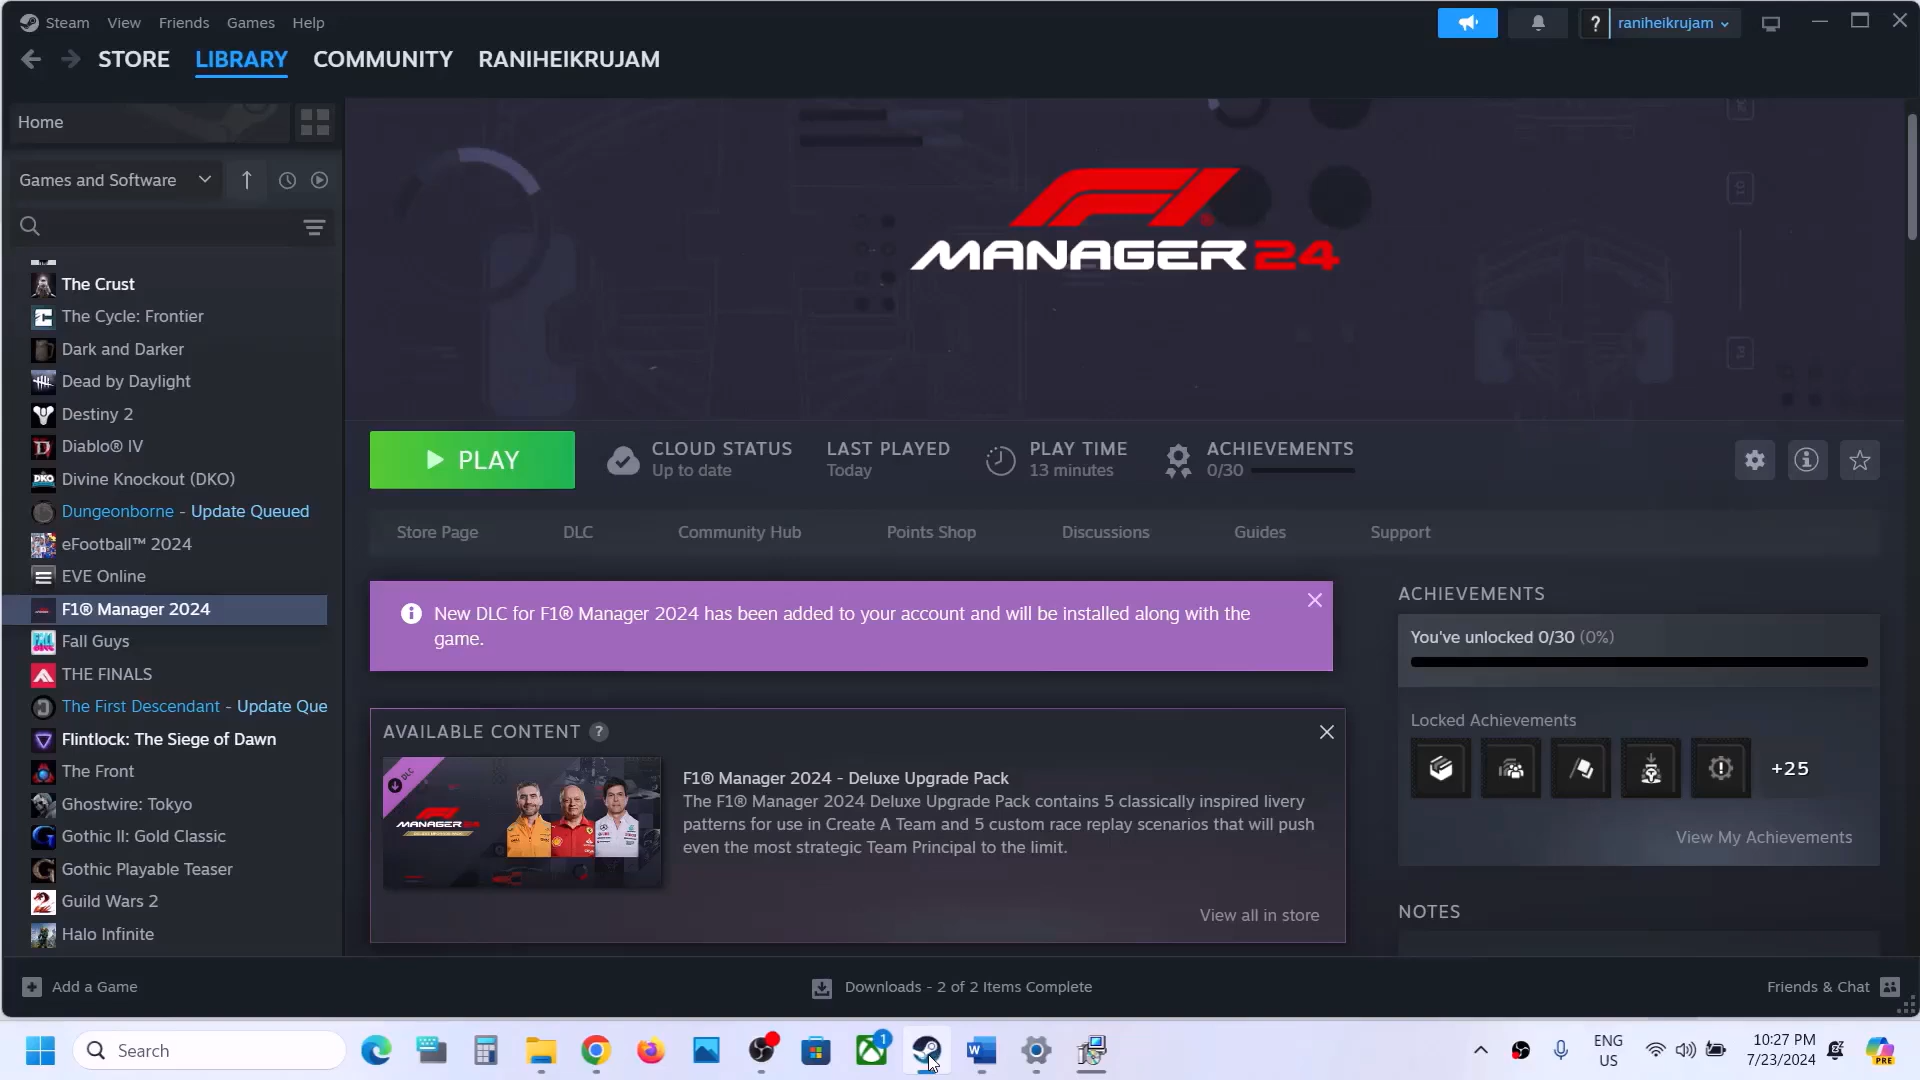 Steam View Friends Games Help
raniheikrujam
STORE LIBRARY COMMUNITY RANIHEIKRUJAM
Home
Games and Software
The Crust
The Cycle: Frontier
Dark and Darker
Dead by Daylight
Destiny 2
Diablo® IV
Divine Knockout (DKO)
Dungeonborne - Update Queued
eFootball™ 2024
EVE Online
F1® Manager 2024
Fall Guys
THE FINALS
The First Descendant - Update Que
Flintlock: The Siege of Dawn
The Front
Ghostwire: Tokyo
Gothic II: Gold Classic
Gothic Playable Teaser
Guild Wars 2
Halo Infinite
F1®
MANAGER 24
PLAY
CLOUD STATUS
Up to date
LAST PLAYED
Today
PLAY TIME
13 minutes
ACHIEVEMENTS
0/30
Store Page DLC Community Hub Points Shop Discussions Guides Support
New DLC for F1® Manager 2024 has been added to your account and will be installed along with the
game.
AVAILABLE CONTENT ?
DLC
MANAGER 24
F1® Manager 2024 - Deluxe Upgrade Pack
The F1® Manager 2024 Deluxe Upgrade Pack contains 5 classically inspired livery
patterns for use in Create A Team and 5 custom race replay scenarios that will push
even the most strategic Team Principal to the limit.
View all in store
ACHIEVEMENTS
You've unlocked 0/30 (0%)
Locked Achievements
+25
View My Achievements
NOTES
Add a Game
Downloads - 2 of 2 Items Complete
Friends & Chat
Search
1
ENG
US
10:27 PM
7/23/2024
PRE